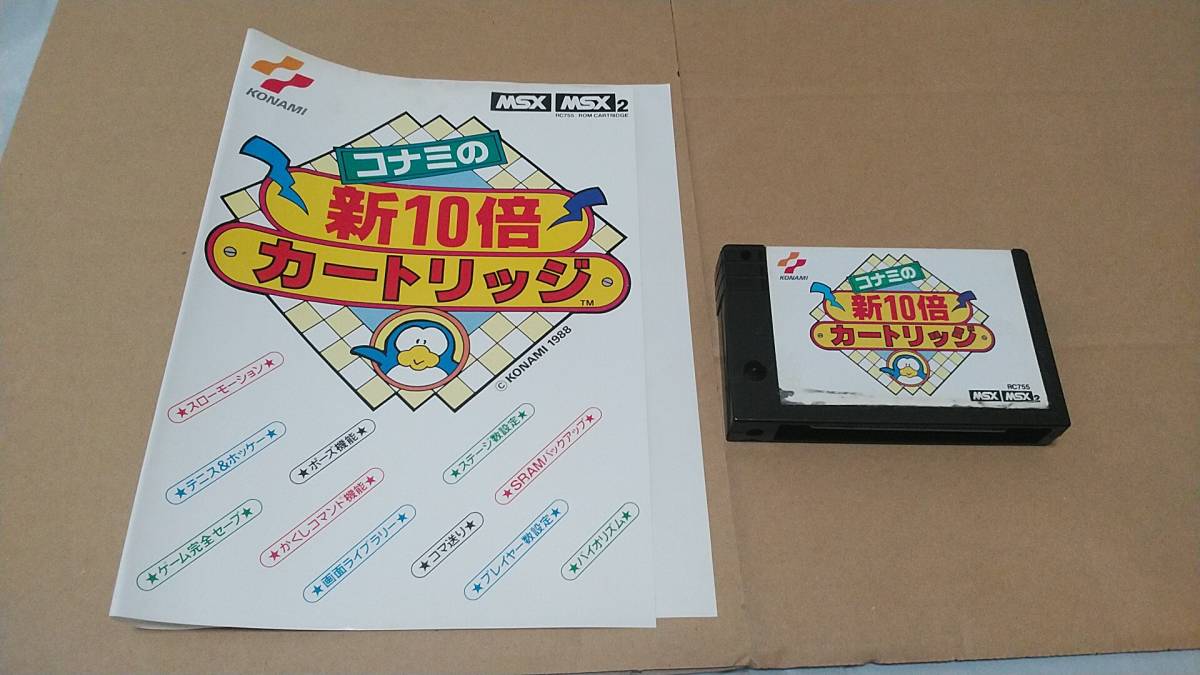 KONAMI
MSX MSX2
RC755 ROM CARTRIDGE
コナミの
新10倍
カートリッジ
TM
© KONAMI 1988
★スローモーション★
★テニス&ホッケー★
★ポーズ機能★
★ステージ数設定★
★SRAMバックアップ★
★ゲーム完全セーブ★
★かくしコマンド機能★
★画面ライブラリー★
★コマ送り★
★プレイヤー数設定★
★バイオリズム★
KONAMI
コナミの
新10倍
カートリッジ
RC755
MSX MSX2